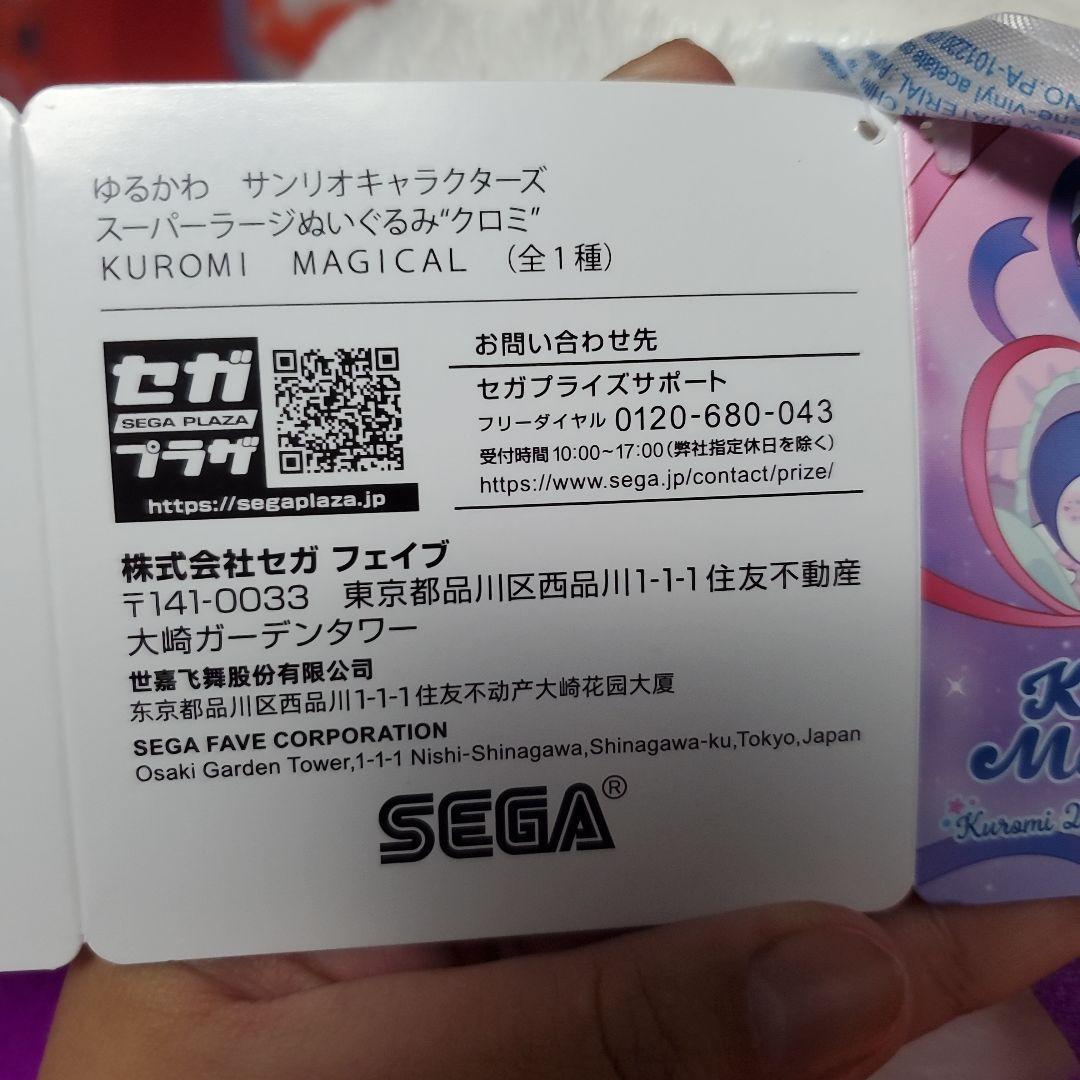 ゆるかわ　サンリオキャラクターズ
スーパーラージぬいぐるみ“クロミ”
KUROMI　MAGICAL　（全1種）
セガ
SEGA PLAZA
プラザ
https://segaplaza.jp
お問い合わせ先
セガプライズサポート
フリーダイヤル 0120-680-043
受付時間 10:00~17:00（弊社指定休日を除く）
https://www.sega.jp/contact/prize/
株式会社セガ フェイブ
〒141-0033　東京都品川区西品川1-1-1住友不動産
大崎ガーデンタワー
世嘉飞舞股份有限公司
东京都品川区西品川1-1-1住友不动产大崎花园大厦
SEGA FAVE CORPORATION
Osaki Garden Tower,1-1-1 Nishi-Shinagawa,Shinagawa-ku,Tokyo,Japan
SEGA®
NO.PA-101220
MATERIAL
vinyl acetate
Kuromi